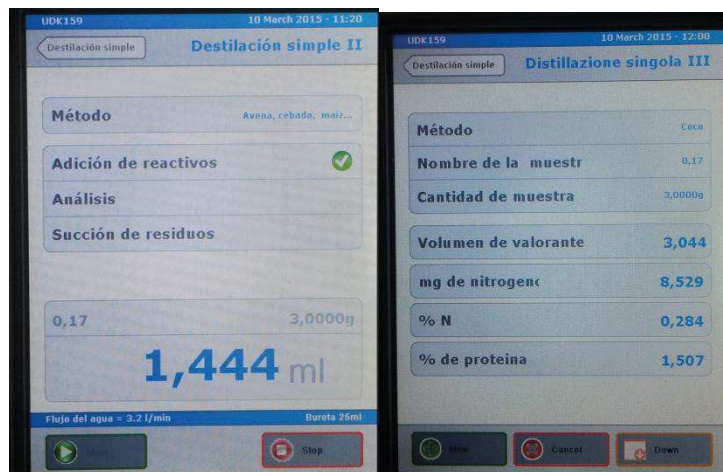 UDK159 10 March 2015 - 11:20
Destilación simple Destilación simple II
Método Avena, cebada, maíz...
Adición de reactivos
Análisis
Succión de residuos
0,17 3,0000g
1,444 ml
Flujo del agua = 3.2 l/min Bureta 25ml
Start Stop
UDK159 10 March 2015 - 12:00
Destilación simple Distillazione singola III
Método Coco
Nombre de la muestr 0,17
Cantidad de muestra 3,0000g
Volumen de valorante 3,044
mg de nitrogeno 8,529
% N 0,284
% de proteina 1,507
New Cancel Down